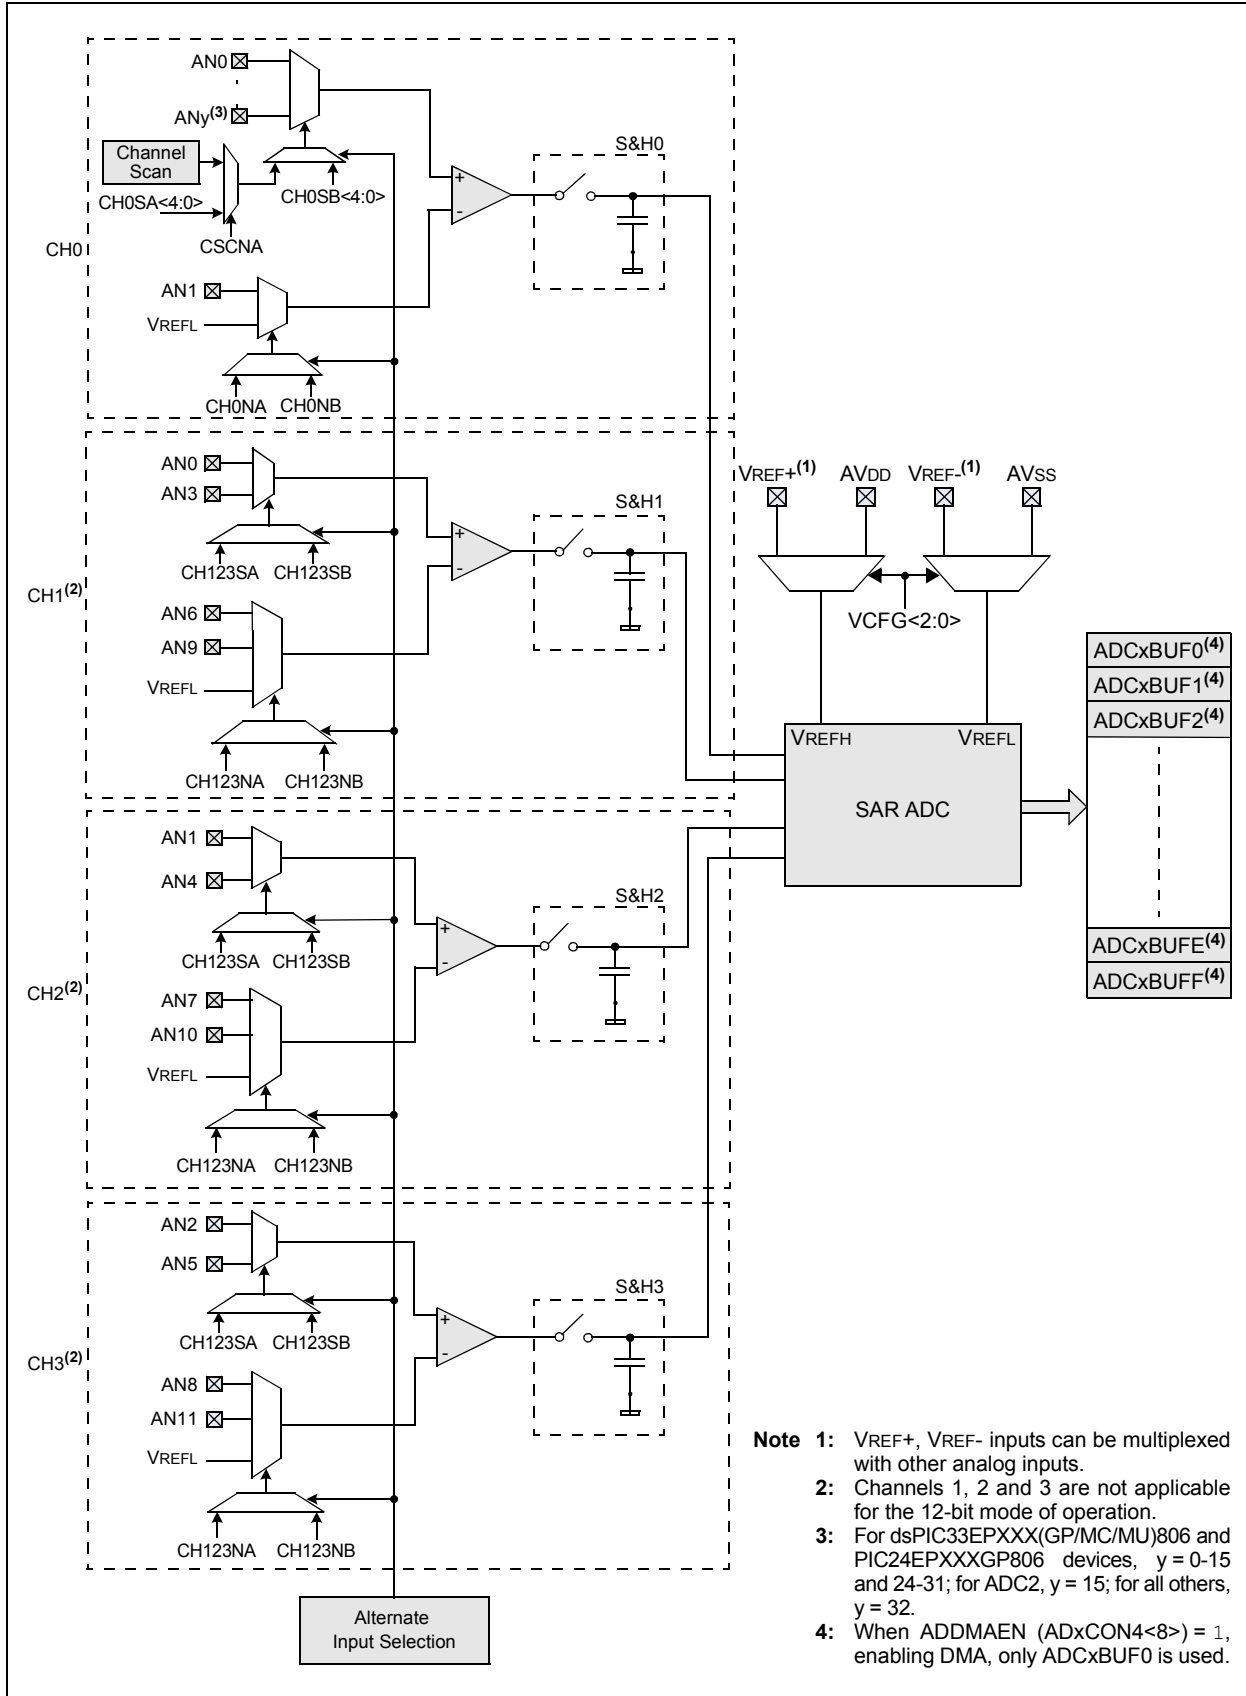 AN0
ANy(3)
Channel
Scan
CH0SA<4:0>
CH0SB<4:0>
CSCNA
CH0
AN1
VREFL
CH0NA
CH0NB
+
-
S&H0
AN0
AN3
CH123SA
CH123SB
CH1(2)
AN6
AN9
VREFL
CH123NA
CH123NB
+
-
S&H1
VREF+(1)
AVDD
VREF-(1)
AVSS
VCFG<2:0>
VREFH
VREFL
SAR ADC
ADCxBUF0(4)
ADCxBUF1(4)
ADCxBUF2(4)
ADCxBUFE(4)
ADCxBUFF(4)
AN1
AN4
CH123SA
CH123SB
CH2(2)
AN7
AN10
VREFL
CH123NA
CH123NB
+
-
S&H2
AN2
AN5
CH123SA
CH123SB
CH3(2)
AN8
AN11
VREFL
CH123NA
CH123NB
+
-
S&H3
Alternate
Input Selection
Note 1: VREF+, VREF- inputs can be multiplexed
with other analog inputs.
2: Channels 1, 2 and 3 are not applicable
for the 12-bit mode of operation.
3: For dsPIC33EPXXX(GP/MC/MU)806 and
PIC24EPXXXGP806 devices, y = 0-15
and 24-31; for ADC2, y = 15; for all others,
y = 32.
4: When ADDMAEN (ADxCON4<8>) = 1,
enabling DMA, only ADCxBUF0 is used.